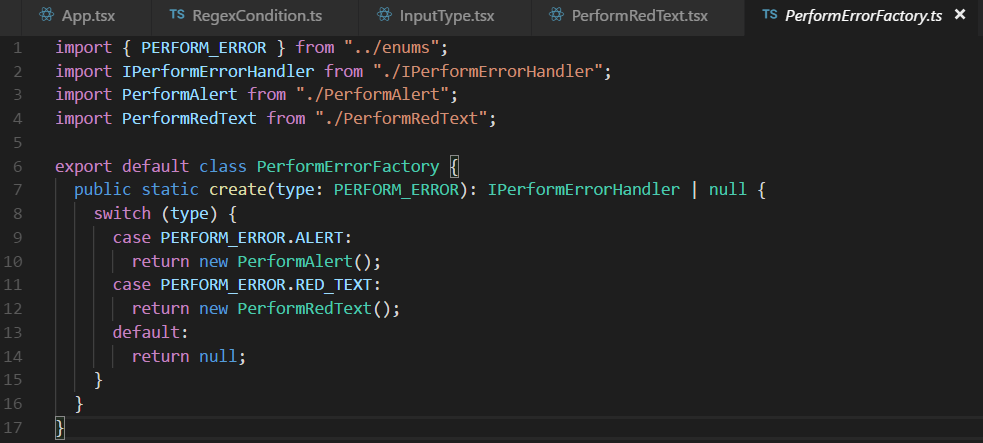 App.tsx TS RegexCondition.ts InputType.tsx PerformRedText.tsx TS PerformErrorFactory.ts ×
1 import { PERFORM_ERROR } from "../enums";
2 import IPerformErrorHandler from "./IPerformErrorHandler";
3 import PerformAlert from "./PerformAlert";
4 import PerformRedText from "./PerformRedText";
5
6 export default class PerformErrorFactory {
7   public static create(type: PERFORM_ERROR): IPerformErrorHandler | null {
8     switch (type) {
9       case PERFORM_ERROR.ALERT:
10         return new PerformAlert();
11       case PERFORM_ERROR.RED_TEXT:
12         return new PerformRedText();
13       default:
14         return null;
15     }
16   }
17 }